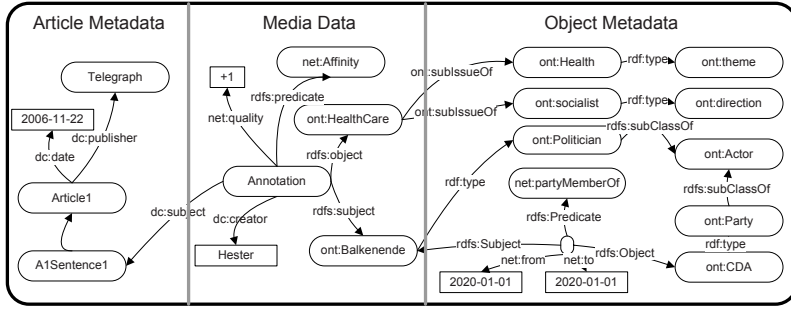 Article Metadata
Media Data
Object Metadata
Telegraph
2006-11-22
dc:publisher
dc:date
Article1
A1Sentence1
+1
net:Affinity
rdfs:predicate
net:quality
ont:HealthCare
rdfs:object
Annotation
dc:subject
dc:creator
rdfs:subject
Hester
ont:Balkenende
ont:subIssueOf
ont:Health
rdf:type
ont:theme
ont:subIssueOf
ont:socialist
rdf:type
ont:direction
rdfs:subClassOf
ont:Politician
ont:Actor
rdf:type
net:partyMemberOf
rdfs:subClassOf
rdfs:Predicate
ont:Party
rdfs:Subject
rdf:type
net:from
net:to
rdfs:Object
ont:CDA
2020-01-01
2020-01-01